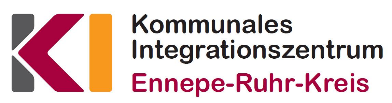 Kommunales
Integrationszentrum
Ennepe-Ruhr-Kreis